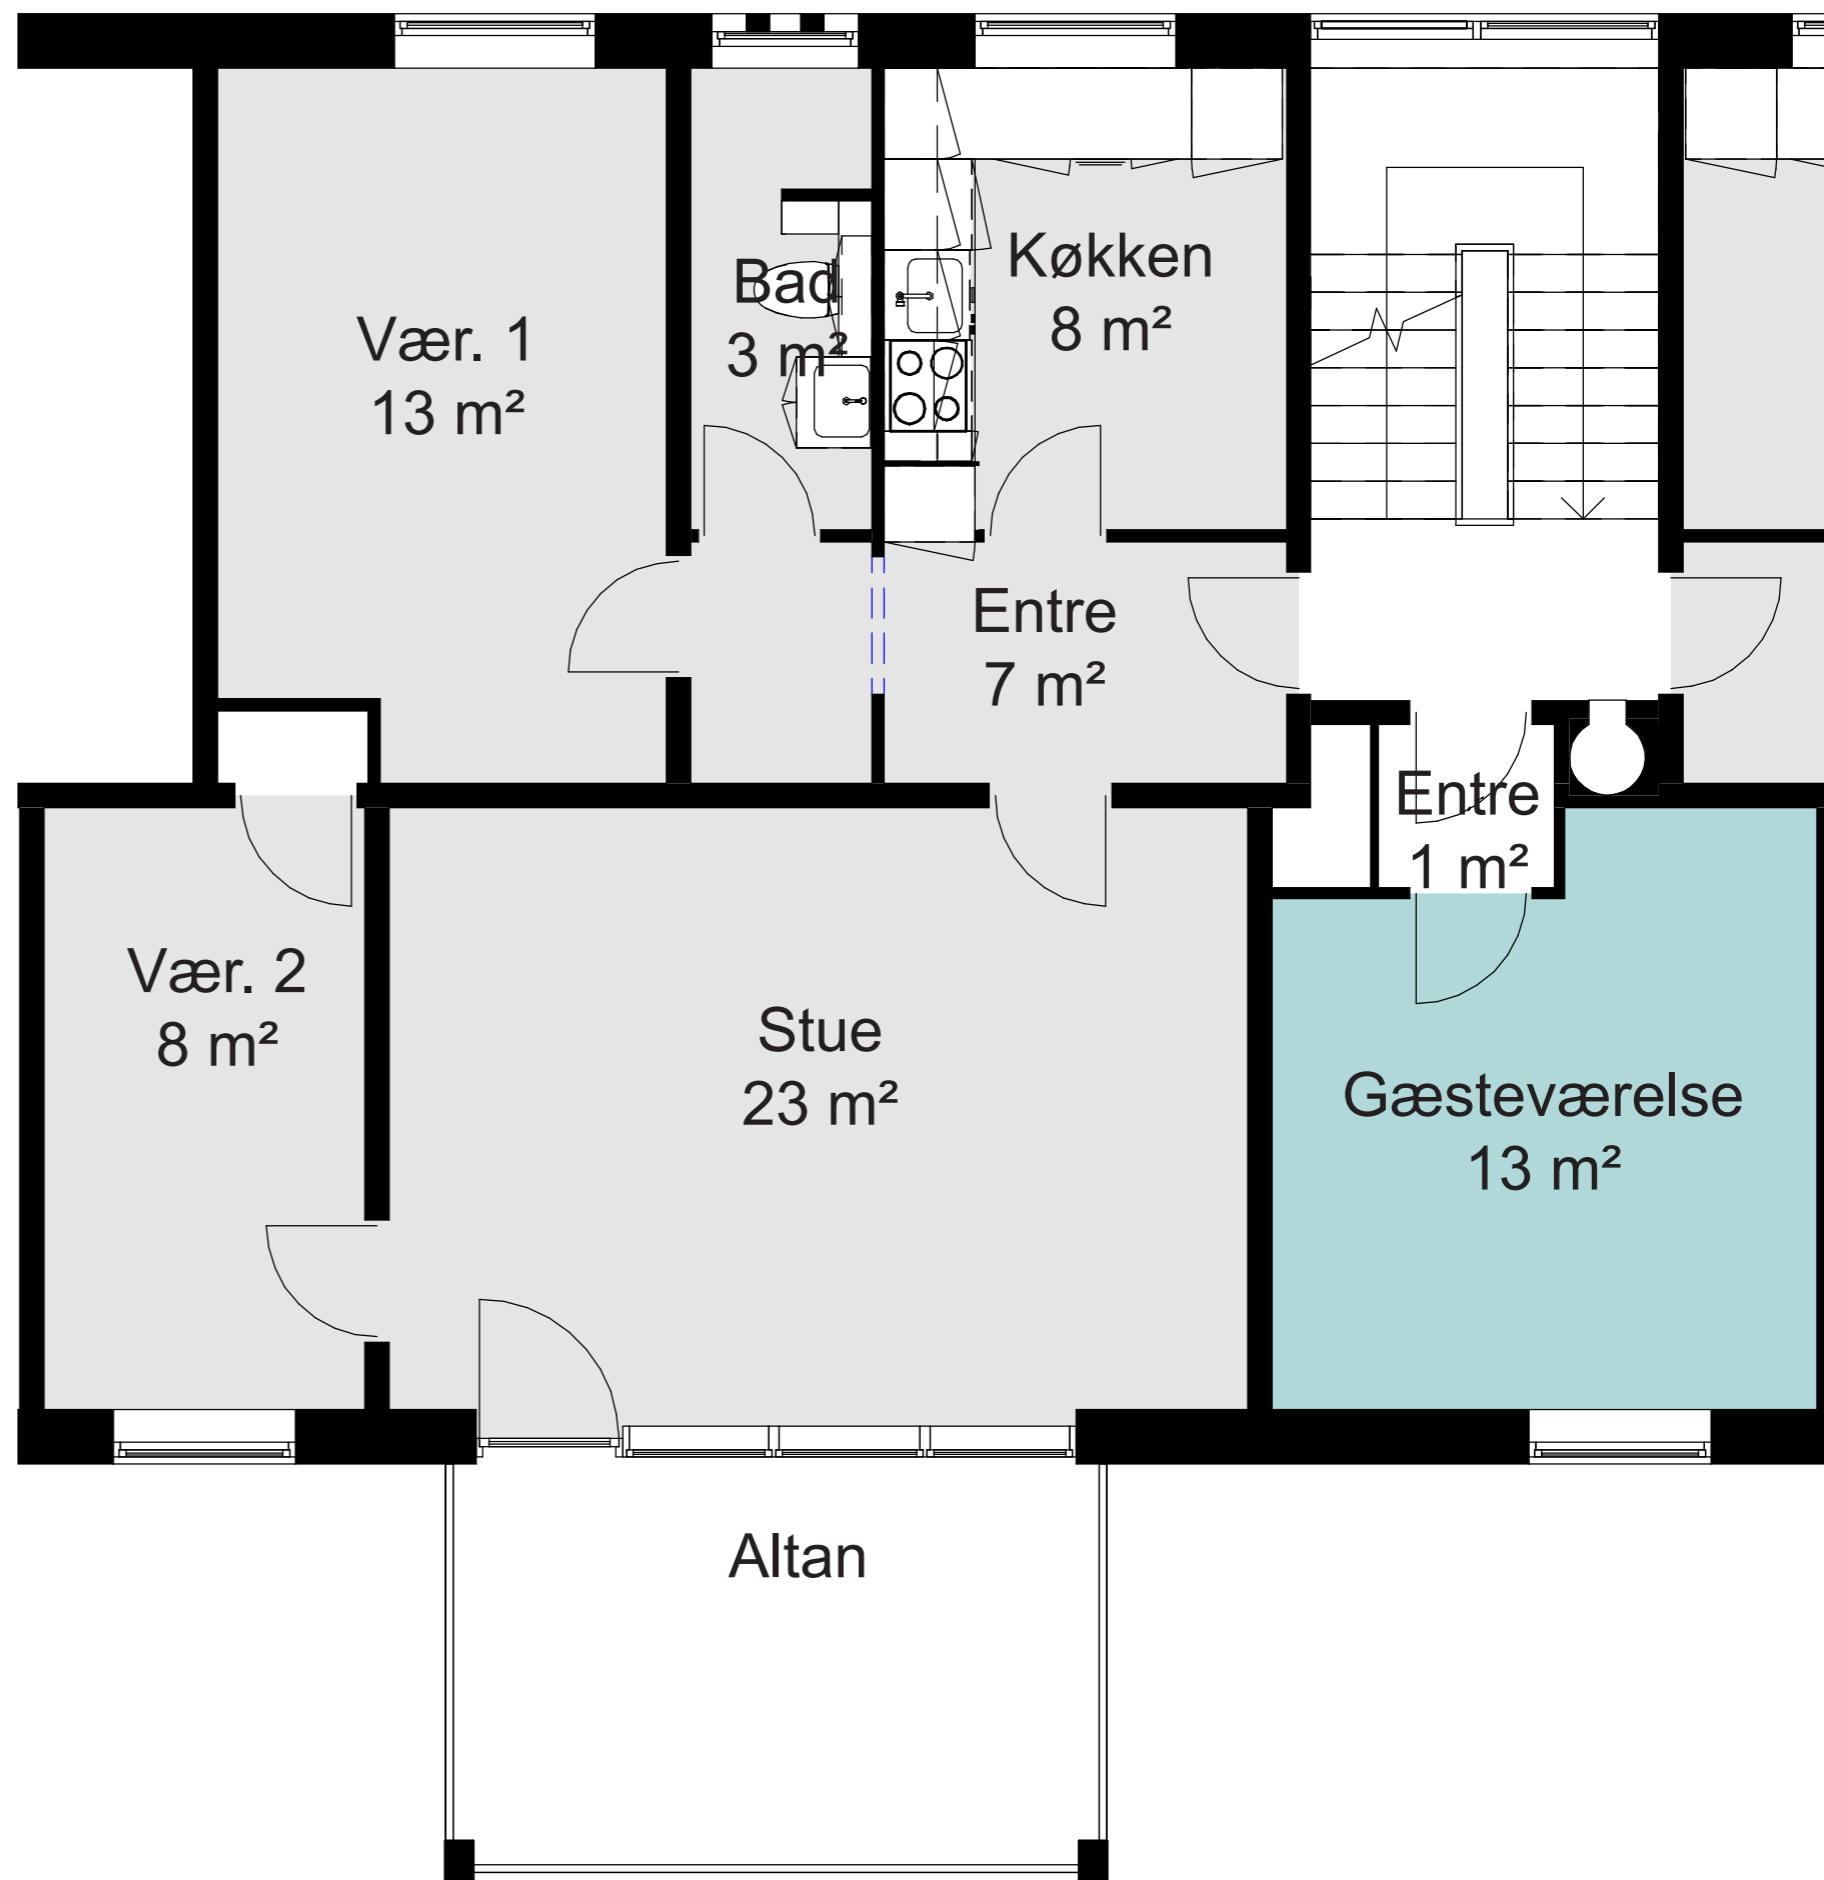 Køkken
8 m²
Bad
3 m²
Vær. 1
13 m²
Entre
7 m²
Entre
1 m²
Vær. 2
8 m²
Stue
23 m²
Gæsteværelse
13 m²
Altan